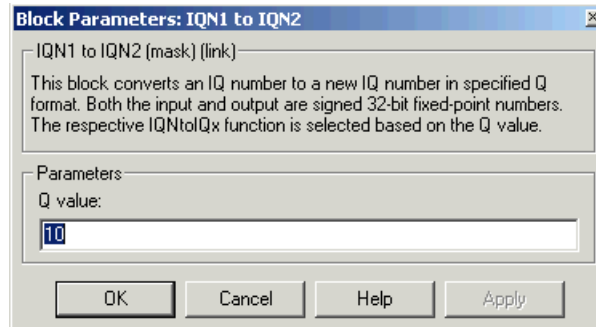 Block Parameters: IQN1 to IQN2
IQN1 to IQN2 (mask) (link)
This block converts an IQ number to a new IQ number in specified Q
format. Both the input and output are signed 32-bit fixed-point numbers.
The respective IQNtoIQx function is selected based on the Q value.
Parameters
Q value:
10
OK Cancel Help Apply